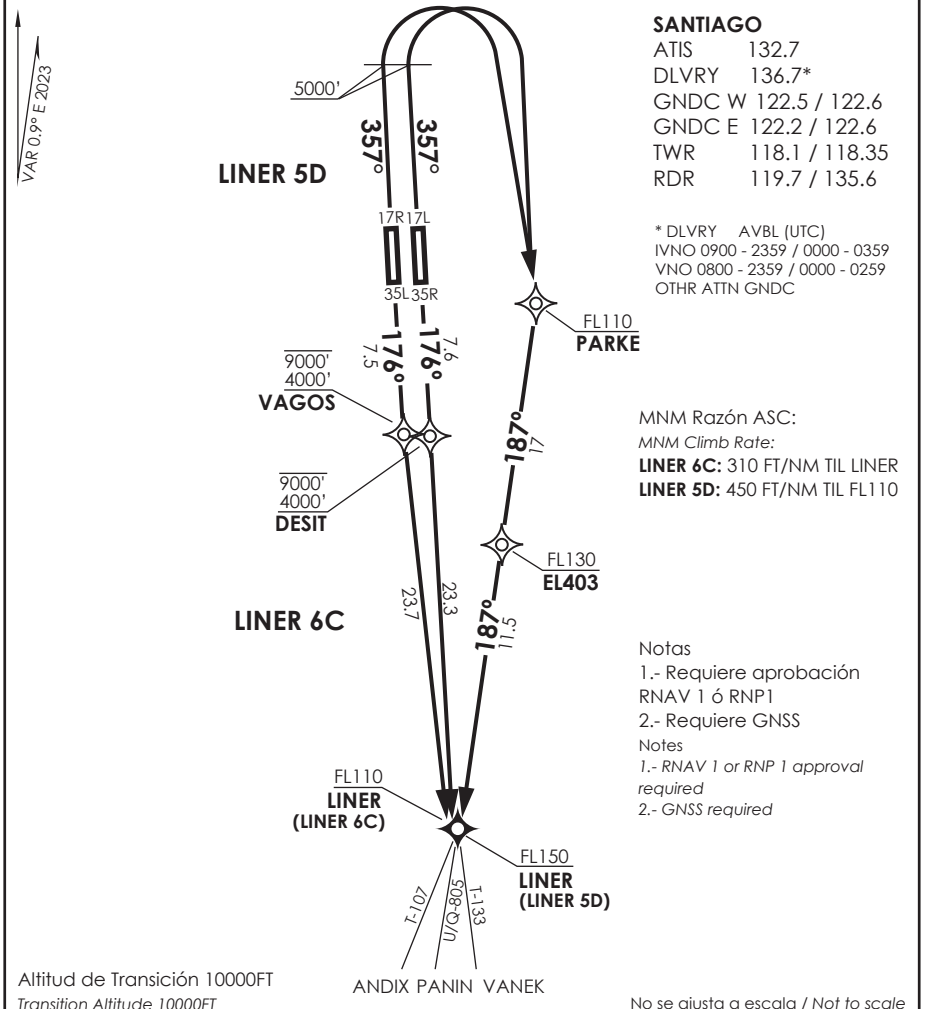 VAR 0.9° E 2023
SANTIAGO
ATIS 132.7
DLVRY 136.7*
GNDC W 122.5 / 122.6
GNDC E 122.2 / 122.6
TWR 118.1 / 118.35
RDR 119.7 / 135.6
* DLVRY AVBL (UTC)
IVNO 0900 - 2359 / 0000 - 0359
VNO 0800 - 2359 / 0000 - 0259
OTHR ATTN GNDC
5000'
357°
357°
LINER 5D
17R 17L
35L 35R
176°
7.5
176°
7.6
9000'
4000'
VAGOS
9000'
4000'
DESIT
FL110
PARKE
187°
17
MNM Razón ASC:
MNM Climb Rate:
LINER 6C: 310 FT/NM TIL LINER
LINER 5D: 450 FT/NM TIL FL110
FL130
EL403
187°
11.5
23.7
23.3
LINER 6C
Notas
1.- Requiere aprobación
RNAV 1 ó RNP1
2.- Requiere GNSS
Notes
1.- RNAV 1 or RNP 1 approval
required
2.- GNSS required
FL110
LINER
(LINER 6C)
FL150
LINER
(LINER 5D)
T-107
U/Q-805
T-133
ANDIX PANIN VANEK
Altitud de Transición 10000FT
Transition Altitude 10000FT
No se ajusta a escala / Not to scale